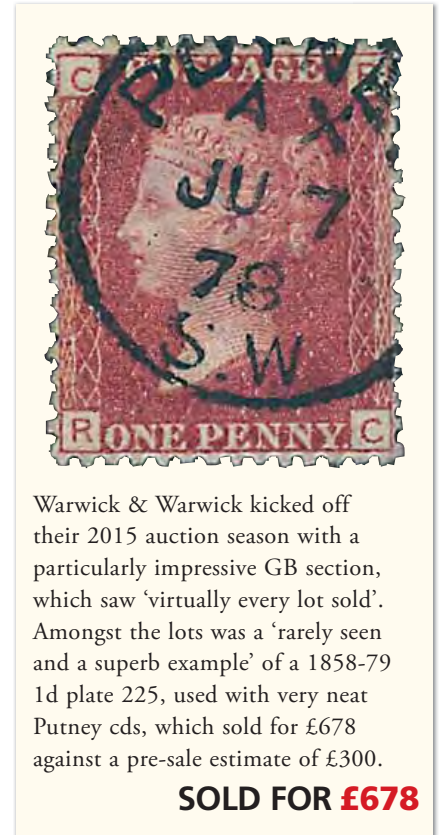 C POSTAGE R
PUTNEY
A X
JU 7
78
S.W
R ONE PENNY. C
Warwick & Warwick kicked off
their 2015 auction season with a
particularly impressive GB section,
which saw ‘virtually every lot sold’.
Amongst the lots was a ‘rarely seen
and a superb example’ of a 1858-79
1d plate 225, used with very neat
Putney cds, which sold for £678
against a pre-sale estimate of £300.
SOLD FOR £678